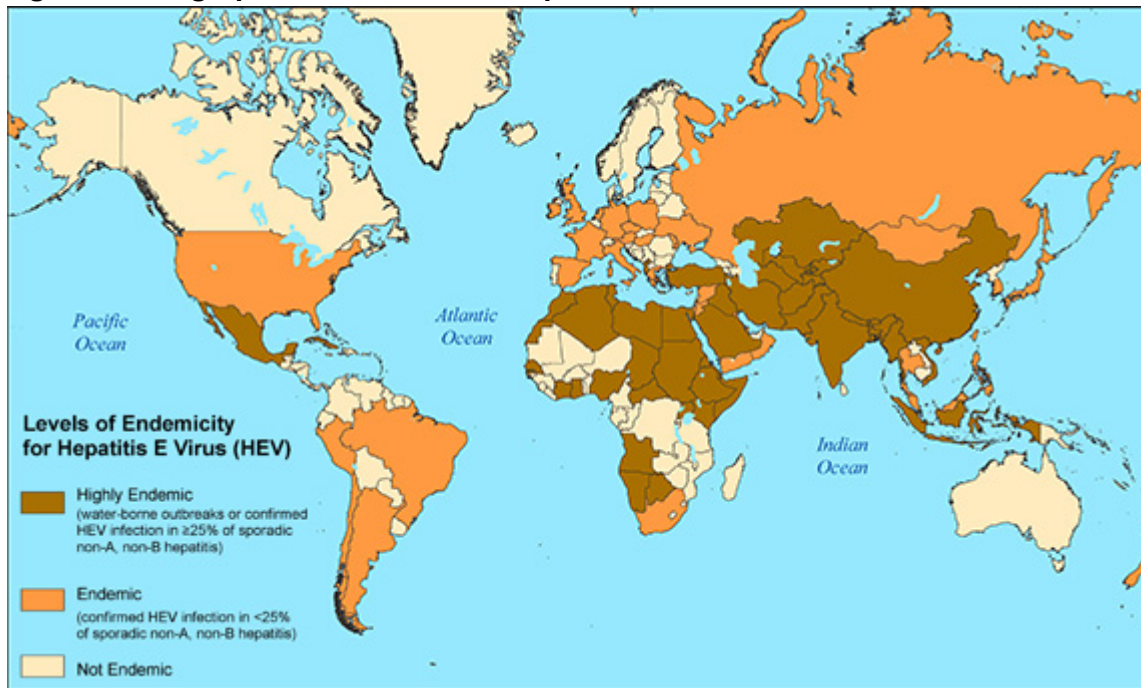 Pacific
Ocean
Atlantic
Ocean
Indian
Ocean
Levels of Endemicity
for Hepatitis E Virus (HEV)
Highly Endemic
(water-borne outbreaks or confirmed
HEV infection in ≥25% of sporadic
non-A, non-B hepatitis)
Endemic
(confirmed HEV infection in <25%
of sporadic non-A, non-B hepatitis)
Not Endemic